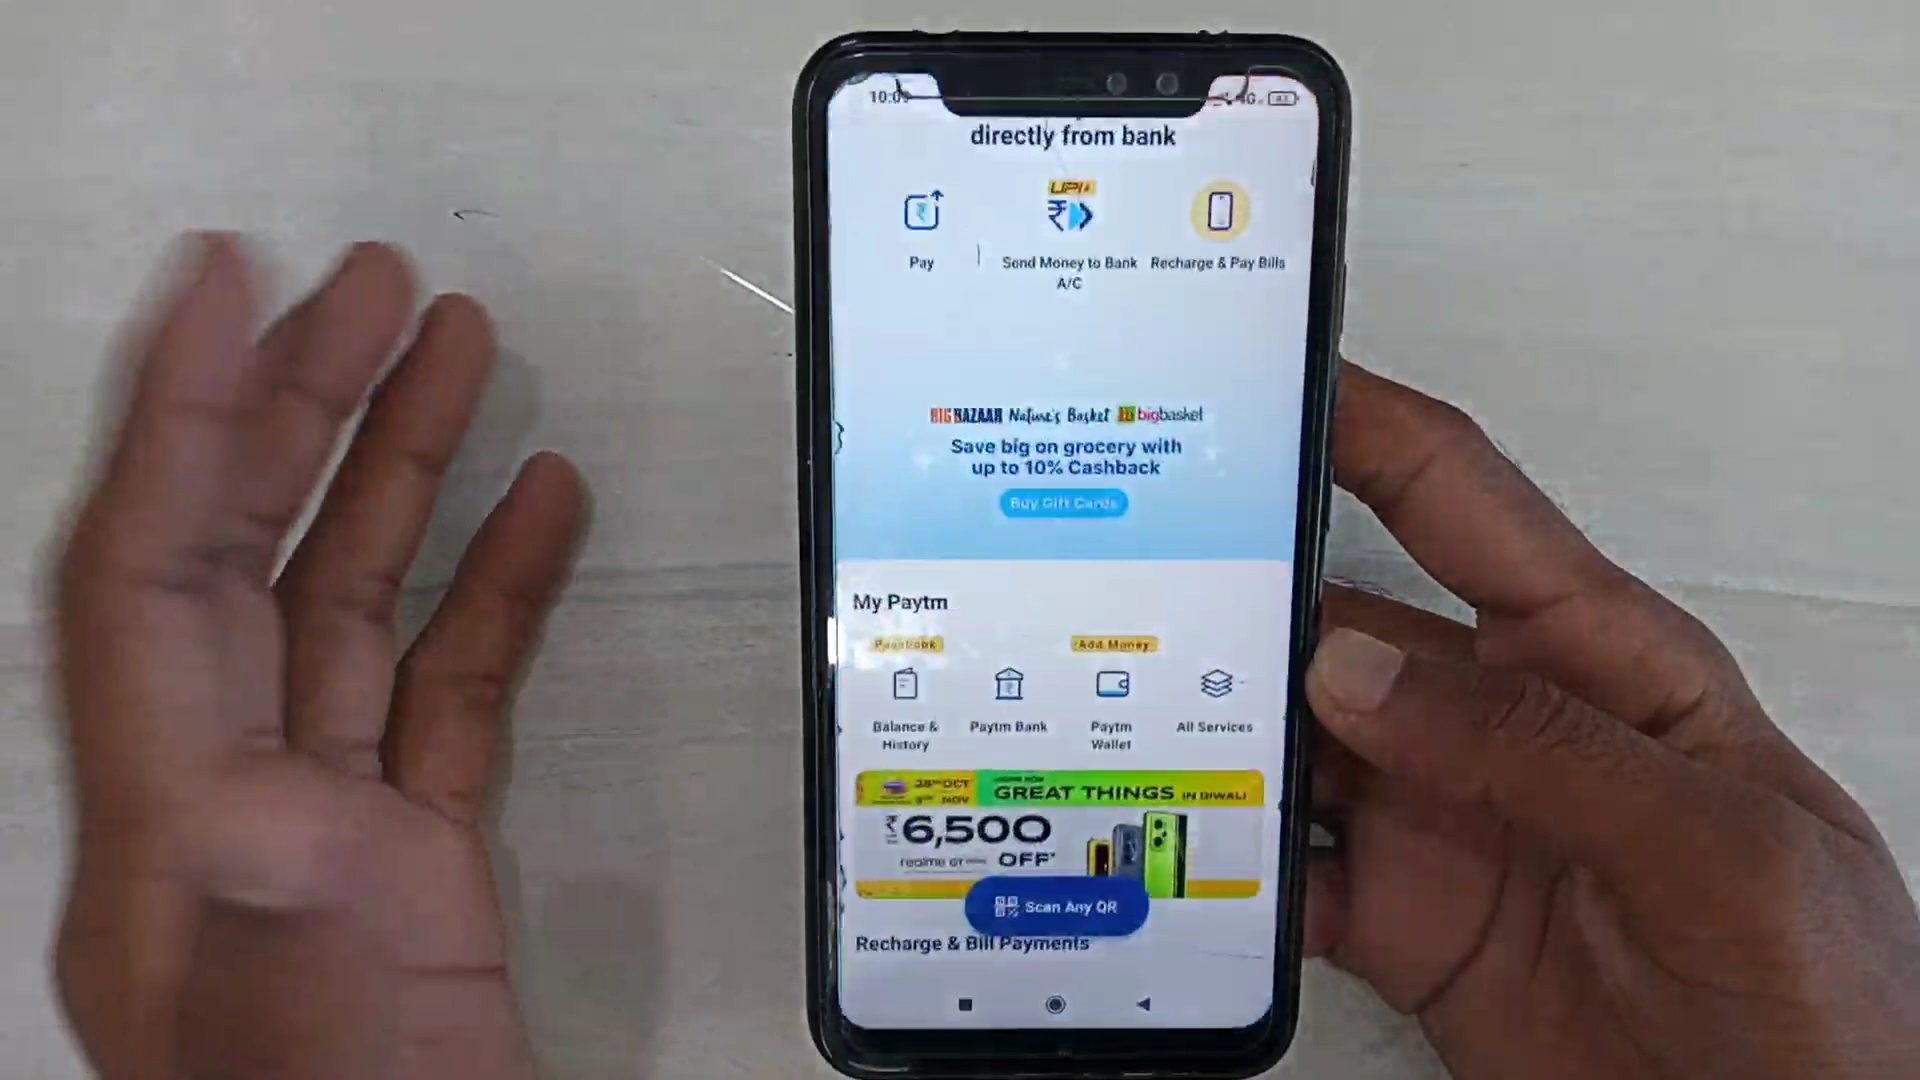 directly from bank
UPI
Pay
Send Money to Bank
A/C
Recharge & Pay Bills
BIG BAZAAR Nature's Basket bigbasket
Save big on grocery with
up to 10% Cashback
Buy Gift Cards
My Paytm
Passbook
Add Money
Balance &
History
Paytm Bank
Paytm
Wallet
All Services
OCT
NOV
GREAT THINGS IN DIWALI
₹6,500
realme GT
OFF*
Scan Any QR
Recharge & Bill Payments